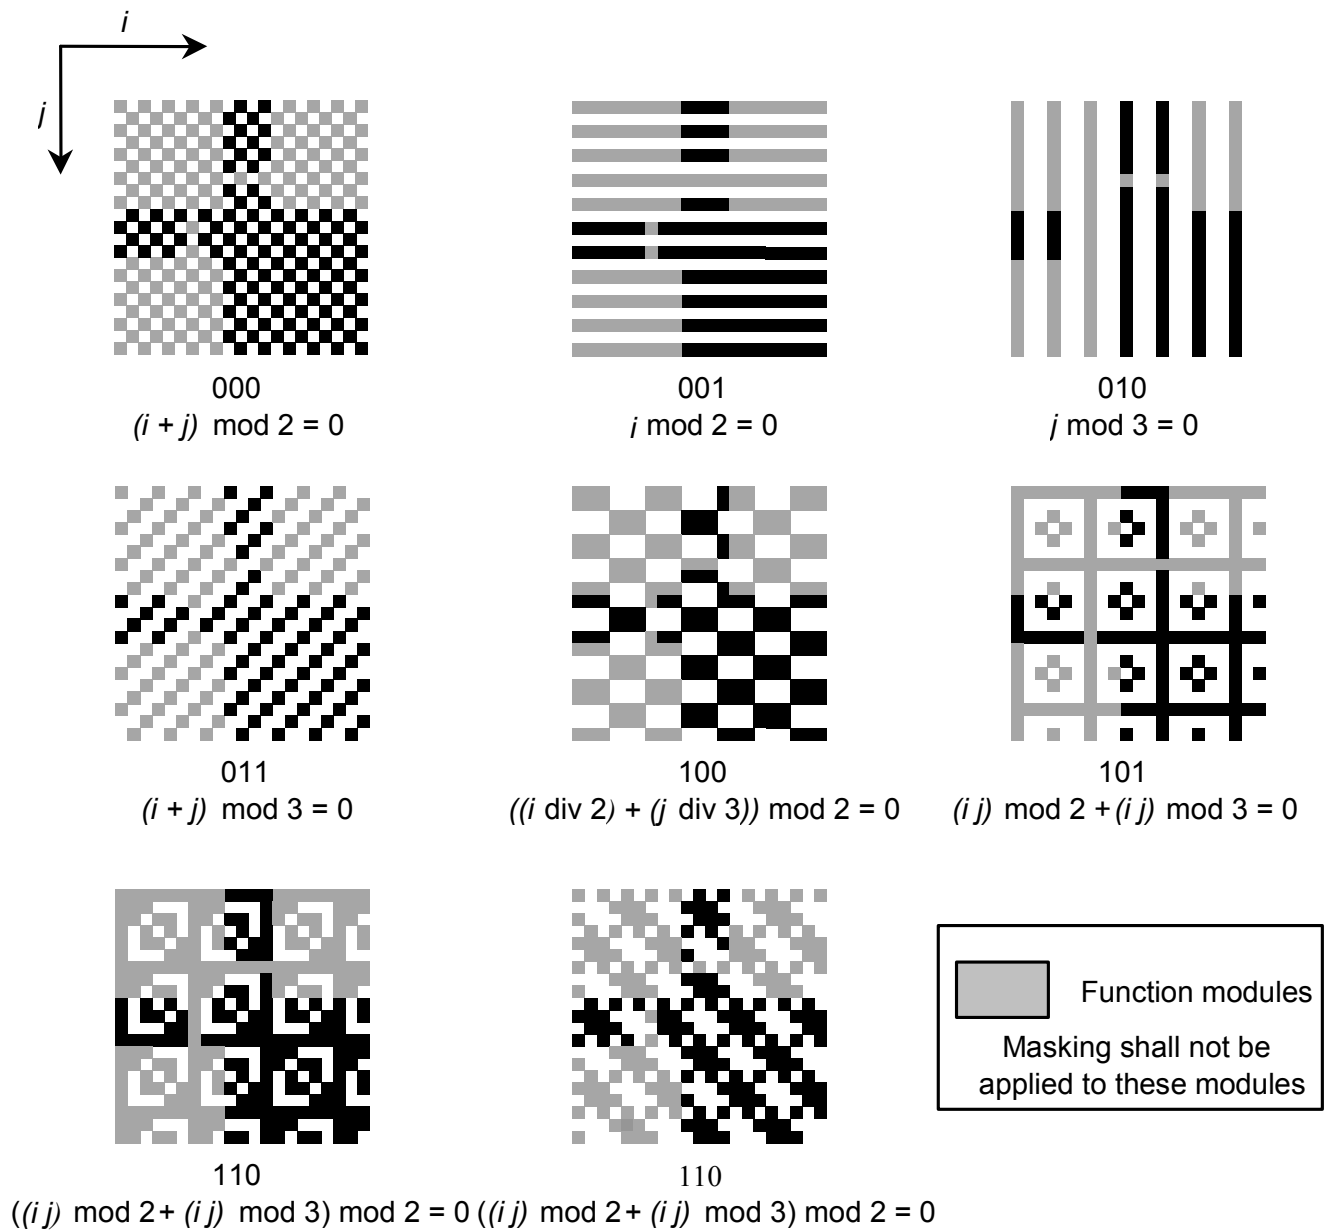 i
j
000
(i + j) mod 2 = 0
001
i mod 2 = 0
010
j mod 3 = 0
011
(i + j) mod 3 = 0
100
((i div 2) + (j div 3)) mod 2 = 0
101
(i j) mod 2 + (i j) mod 3 = 0
110
((i j) mod 2 + (i j) mod 3) mod 2 = 0
110
((i j) mod 2 + (i j) mod 3) mod 2 = 0
Function modules
Masking shall not be
applied to these modules